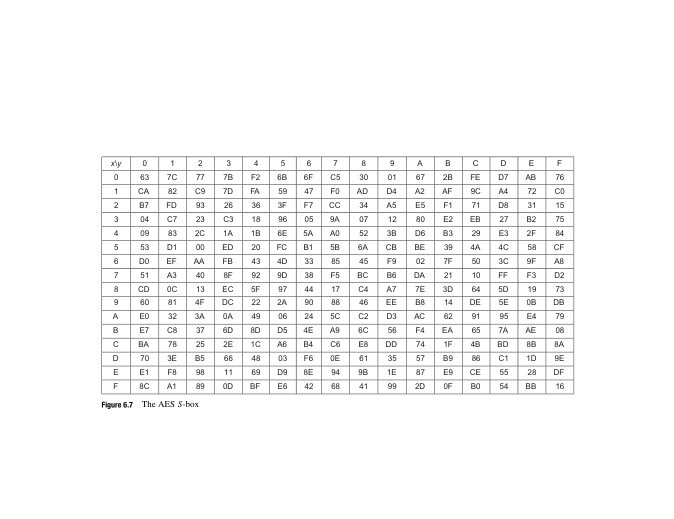 x\y 0 1 2 3 4 5 6 7 8 9 A B C D E F
0 63 7C 77 7B F2 6B 6F C5 30 01 67 2B FE D7 AB 76
1 CA 82 C9 7D FA 59 47 F0 AD D4 A2 AF 9C A4 72 C0
2 B7 FD 93 26 36 3F F7 CC 34 A5 E5 F1 71 D8 31 15
3 04 C7 23 C3 18 96 05 9A 07 12 80 E2 EB 27 B2 75
4 09 83 2C 1A 1B 6E 5A A0 52 3B D6 B3 29 E3 2F 84
5 53 D1 00 ED 20 FC B1 5B 6A CB BE 39 4A 4C 58 CF
6 D0 EF AA FB 43 4D 33 85 45 F9 02 7F 50 3C 9F A8
7 51 A3 40 8F 92 9D 38 F5 BC B6 DA 21 10 FF F3 D2
8 CD 0C 13 EC 5F 97 44 17 C4 A7 7E 3D 64 5D 19 73
9 60 81 4F DC 22 2A 90 88 46 EE B8 14 DE 5E 0B DB
A E0 32 3A 0A 49 06 24 5C C2 D3 AC 62 91 95 E4 79
B E7 C8 37 6D 8D D5 4E A9 6C 56 F4 EA 65 7A AE 08
C BA 78 25 2E 1C A6 B4 C6 E8 DD 74 1F 4B BD 8B 8A
D 70 3E B5 66 48 03 F6 0E 61 35 57 B9 86 C1 1D 9E
E E1 F8 98 11 69 D9 8E 94 9B 1E 87 E9 CE 55 28 DF
F 8C A1 89 0D BF E6 42 68 41 99 2D 0F B0 54 BB 16
Figure 6.7 The AES S-box